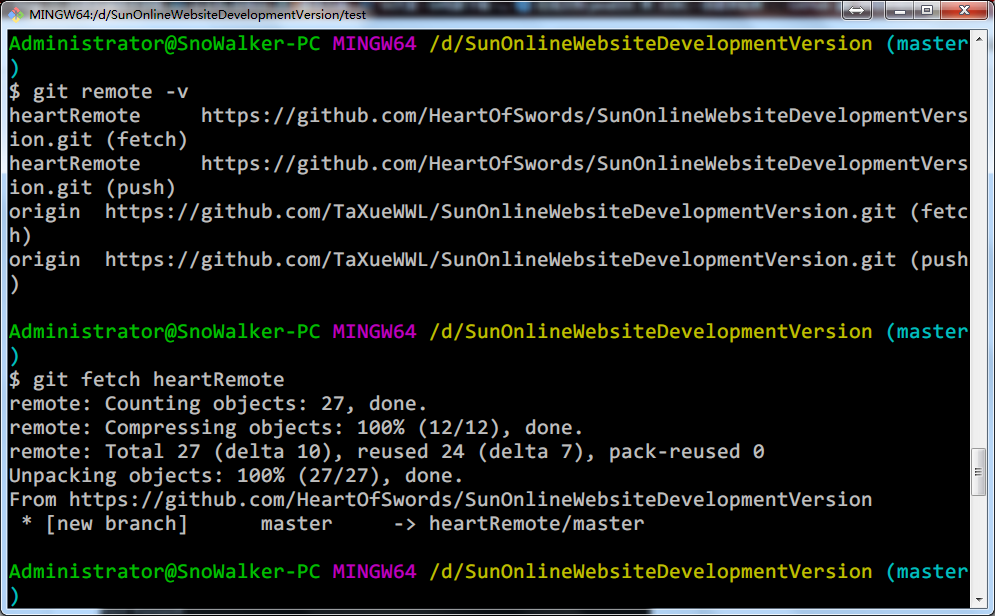 MINGW64:/d/SunOnlineWebsiteDevelopmentVersion/test
Administrator@SnoWalker-PC MINGW64 /d/SunOnlineWebsiteDevelopmentVersion (master
)
$ git remote -v
heartRemote     https://github.com/HeartOfSwords/SunOnlineWebsiteDevelopmentVers
ion.git (fetch)
heartRemote     https://github.com/HeartOfSwords/SunOnlineWebsiteDevelopmentVers
ion.git (push)
origin  https://github.com/TaXueWWL/SunOnlineWebsiteDevelopmentVersion.git (fetc
h)
origin  https://github.com/TaXueWWL/SunOnlineWebsiteDevelopmentVersion.git (push
)
Administrator@SnoWalker-PC MINGW64 /d/SunOnlineWebsiteDevelopmentVersion (master
)
$ git fetch heartRemote
remote: Counting objects: 27, done.
remote: Compressing objects: 100% (12/12), done.
remote: Total 27 (delta 10), reused 24 (delta 7), pack-reused 0
Unpacking objects: 100% (27/27), done.
From https://github.com/HeartOfSwords/SunOnlineWebsiteDevelopmentVersion
 * [new branch]      master     -> heartRemote/master
Administrator@SnoWalker-PC MINGW64 /d/SunOnlineWebsiteDevelopmentVersion (master
)